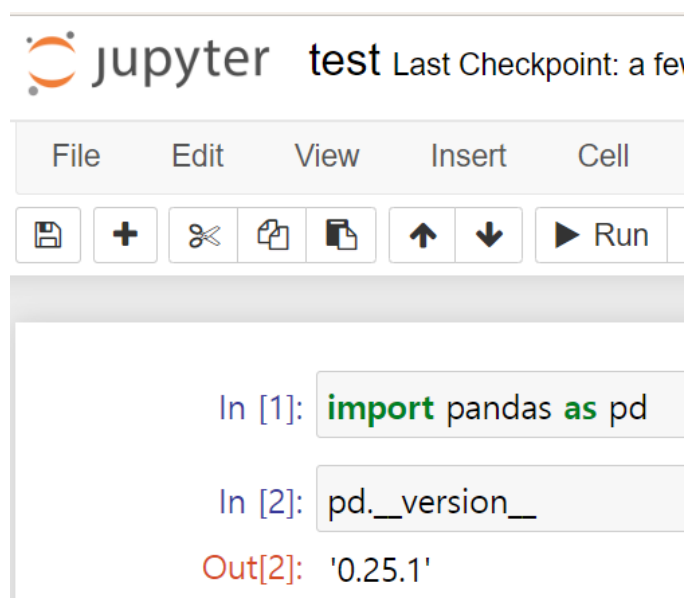 jupyter test Last Checkpoint: a few
File Edit View Insert Cell
Run
In [1]: import pandas as pd
In [2]: pd.__version__
Out[2]: '0.25.1'